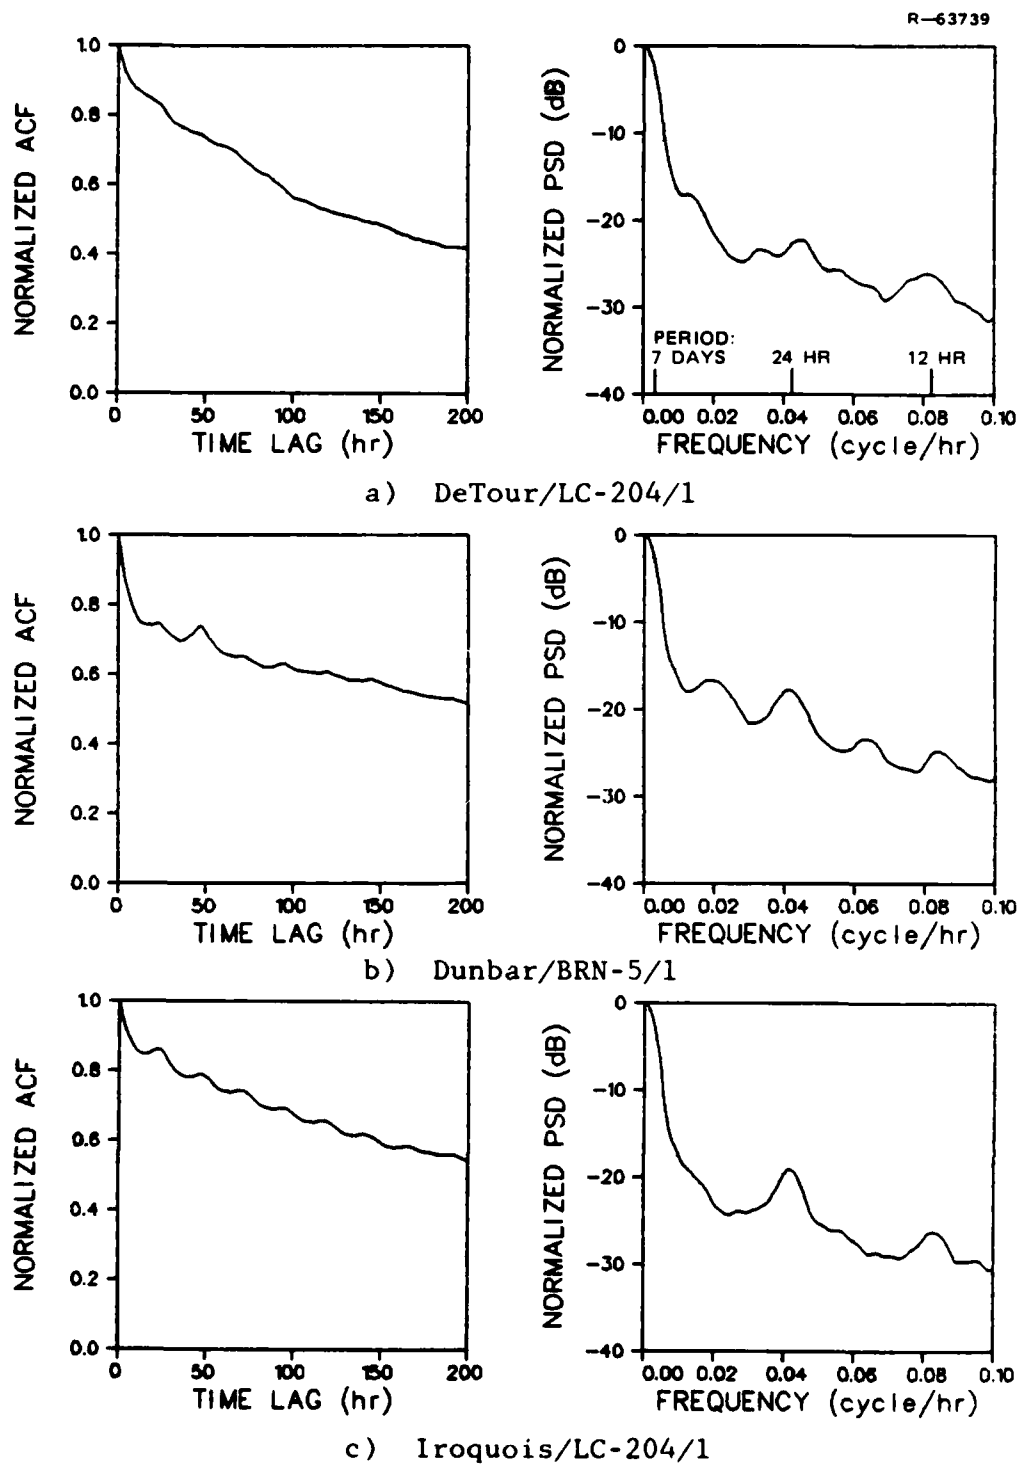 R-63739
NORMALIZED ACF
1.0
0.8
0.6
0.4
0.2
0.0
0 50 100 150 200
TIME LAG (hr)
NORMALIZED PSD (dB)
0
-10
-20
-30
-40
PERIOD:
7 DAYS 24 HR 12 HR
0.00 0.02 0.04 0.06 0.08 0.10
FREQUENCY (cycle/hr)
a) DeTour/LC-204/1
NORMALIZED ACF
1.0
0.8
0.6
0.4
0.2
0.0
0 50 100 150 200
TIME LAG (hr)
NORMALIZED PSD (dB)
0
-10
-20
-30
-40
0.00 0.02 0.04 0.06 0.08 0.10
FREQUENCY (cycle/hr)
b) Dunbar/BRN-5/1
NORMALIZED ACF
1.0
0.8
0.6
0.4
0.2
0.0
0 50 100 150 200
TIME LAG (hr)
NORMALIZED PSD (dB)
0
-10
-20
-30
-40
0.00 0.02 0.04 0.06 0.08 0.10
FREQUENCY (cycle/hr)
c) Iroquois/LC-204/1